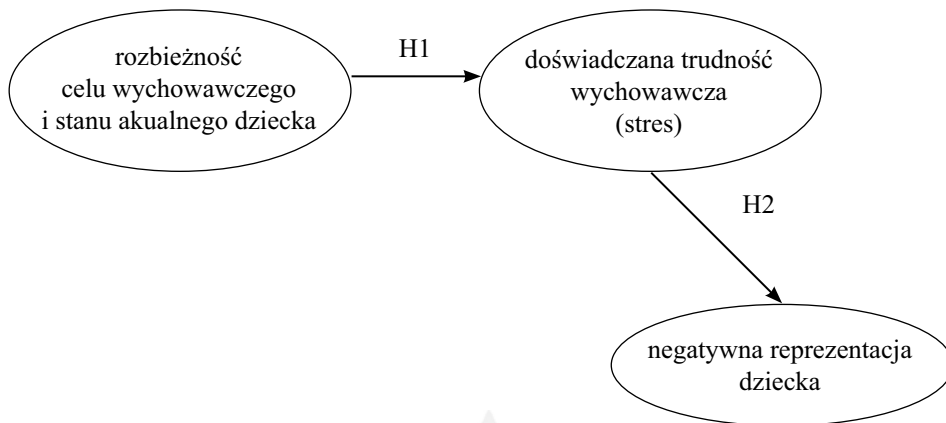 rozbieżność
celu wychowawczego
i stanu akualnego dziecka
H1
doświadczana trudność
wychowawcza
(stres)
H2
negatywna reprezentacja
dziecka